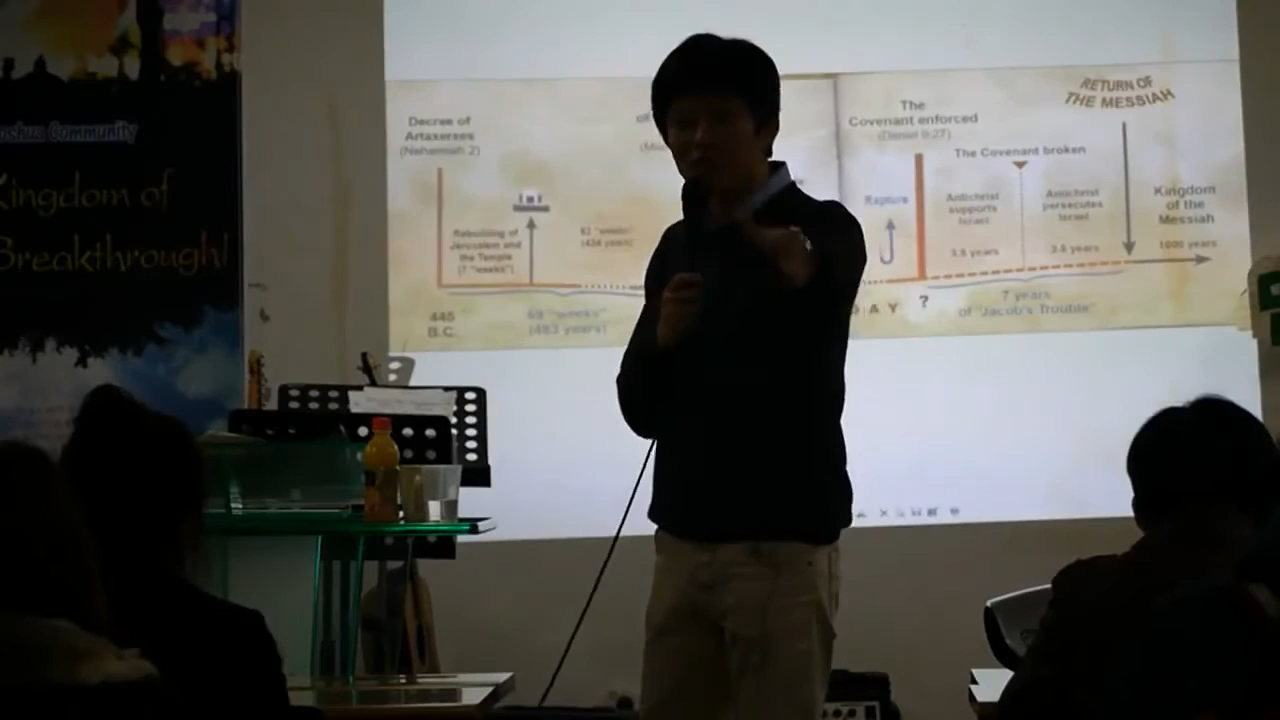 oshua Community
Kingdom of
Breakthrough!
Decree of
Artaxerxes
(Nehemiah 2)
Rebuilding of
Jerusalem and
the Temple
(7 "weeks")
62 "weeks"
(434 years)
445
B.C.
69 "weeks"
(483 years)
The
Covenant enforced
(Daniel 9:27)
The Covenant broken
RETURN OF
THE MESSIAH
Rapture
Antichrist
supports
Israel
3.5 years
Antichrist
persecutes
Israel
3.5 years
Kingdom
of the
Messiah
1000 years
A Y ?
7 years
of "Jacob's Trouble"